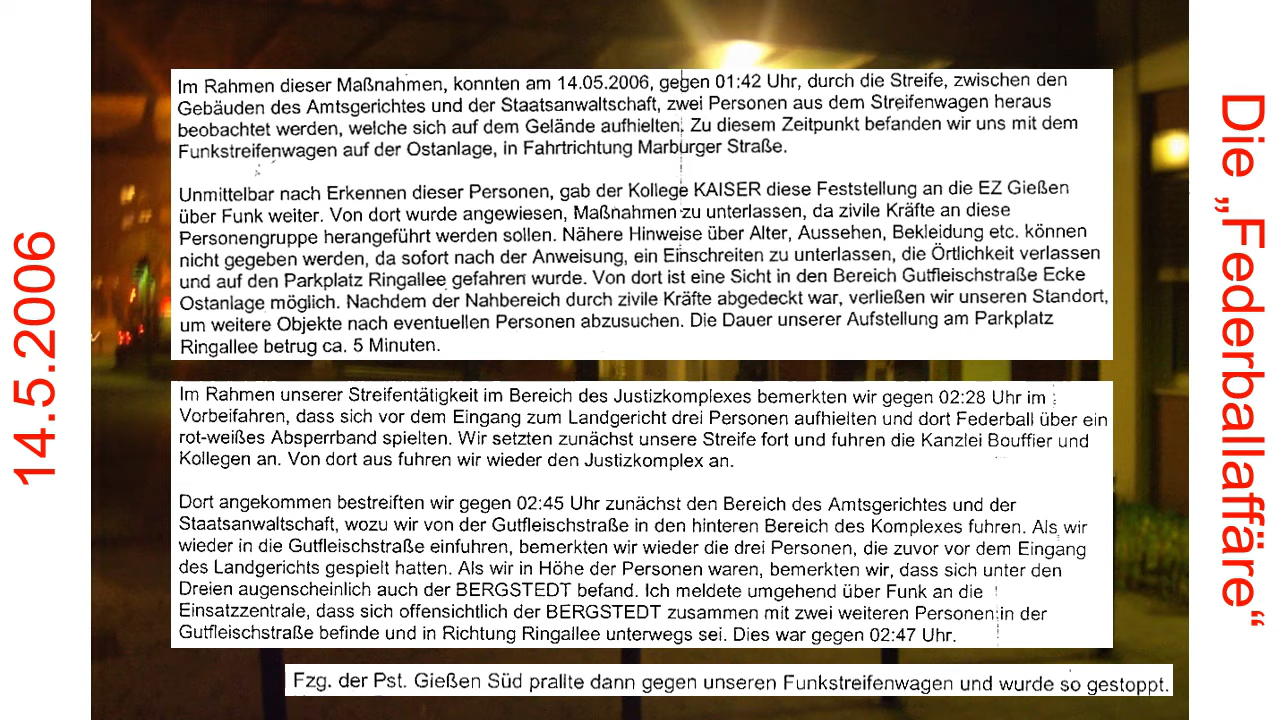 14.5.2006
Im Rahmen dieser Maßnahmen, konnten am 14.05.2006, gegen 01:42 Uhr, durch die Streife, zwischen den
Gebäuden des Amtsgerichtes und der Staatsanwaltschaft, zwei Personen aus dem Streifenwagen heraus
beobachtet werden, welche sich auf dem Gelände aufhielten. Zu diesem Zeitpunkt befanden wir uns mit dem
Funkstreifenwagen auf der Ostanlage, in Fahrtrichtung Marburger Straße.
Unmittelbar nach Erkennen dieser Personen, gab der Kollege KAISER diese Feststellung an die EZ Gießen
über Funk weiter. Von dort wurde angewiesen, Maßnahmen zu unterlassen, da zivile Kräfte an diese
Personengruppe herangeführt werden sollen. Nähere Hinweise über Alter, Aussehen, Bekleidung etc. können
nicht gegeben werden, da sofort nach der Anweisung, ein Einschreiten zu unterlassen, die Örtlichkeit verlassen
und auf den Parkplatz Ringallee gefahren wurde. Von dort ist eine Sicht in den Bereich Gutfleischstraße Ecke
Ostanlage möglich. Nachdem der Nahbereich durch zivile Kräfte abgedeckt war, verließen wir unseren Standort,
um weitere Objekte nach eventuellen Personen abzusuchen. Die Dauer unserer Aufstellung am Parkplatz
Ringallee betrug ca. 5 Minuten.
Im Rahmen unserer Streifentätigkeit im Bereich des Justizkomplexes bemerkten wir gegen 02:28 Uhr im
Vorbeifahren, dass sich vor dem Eingang zum Landgericht drei Personen aufhielten und dort Federball über ein
rot-weißes Absperrband spielten. Wir setzten zunächst unsere Streife fort und fuhren die Kanzlei Bouffier und
Kollegen an. Von dort aus fuhren wir wieder den Justizkomplex an.
Dort angekommen bestreiften wir gegen 02:45 Uhr zunächst den Bereich des Amtsgerichtes und der
Staatsanwaltschaft, wozu wir von der Gutfleischstraße in den hinteren Bereich des Komplexes fuhren. Als wir
wieder in die Gutfleischstraße einfuhren, bemerkten wir wieder die drei Personen, die zuvor vor dem Eingang
des Landgerichts gespielt hatten. Als wir in Höhe der Personen waren, bemerkten wir, dass sich unter den
Dreien augenscheinlich auch der BERGSTEDT befand. Ich meldete umgehend über Funk an die
Einsatzzentrale, dass sich offensichtlich der BERGSTEDT zusammen mit zwei weiteren Personen in der
Gutfleischstraße befinde und in Richtung Ringallee unterwegs sei. Dies war gegen 02:47 Uhr.
Fzg. der Pst. Gießen Süd prallte dann gegen unseren Funkstreifenwagen und wurde so gestoppt.
Die „Federballaffäre“